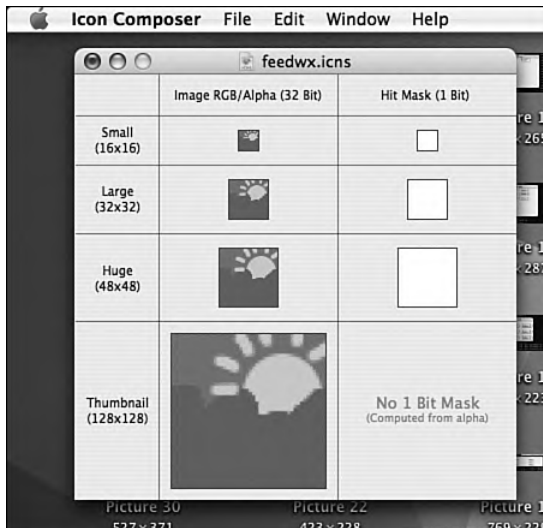 Icon Composer File Edit Window Help
feedwx.icns
Image RGB/Alpha (32 Bit) Hit Mask (1 Bit)
Small
(16x16)
Large
(32x32)
Huge
(48x48)
Thumbnail
(128x128)
No 1 Bit Mask
(Computed from alpha)
Picture 30 Picture 22 Picture 1
527×371 423×228 769×22